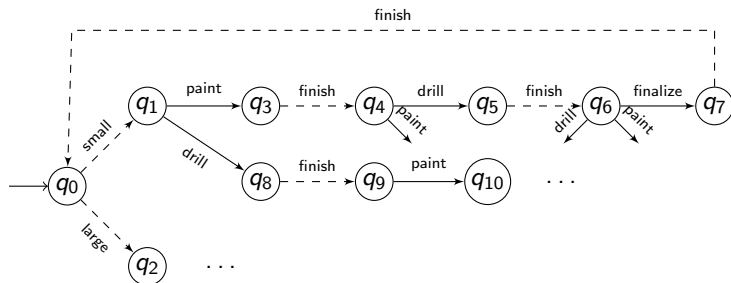 finish
q1 paint q3 finish q4 drill q5 finish q6 finalize q7
small drill paint drill paint
q0 q8 finish q9 paint q10 ...
large
q2 ...